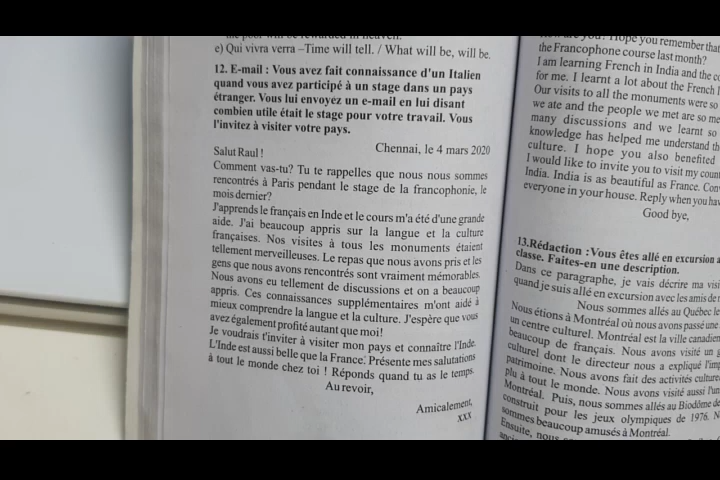 me poor will be rewarded in heaven.
e) Qui vivra verra –Time will tell. / What will be, will be.
12. E-mail : Vous avez fait connaissance d'un Italien
quand vous avez participé à un stage dans un pays
étranger. Vous lui envoyez un e-mail en lui disant
combien utile était le stage pour votre travail. Vous
l'invitez à visiter votre pays.
Chennai, le 4 mars 2020
Salut Raul !
Comment vas-tu? Tu te rappelles que nous nous sommes
rencontrés à Paris pendant le stage de la francophonie, le
mois dernier?
J'apprends le français en Inde et le cours m'a été d'une grande
aide. J'ai beaucoup appris sur la langue et la culture
françaises. Nos visites à tous les monuments étaient
tellement merveilleuses. Le repas que nous avons pris et les
gens que nous avons rencontrés sont vraiment mémorables.
Nous avons eu tellement de discussions et on a beaucoup
appris. Ces connaissances supplémentaires m'ont aidé à
mieux comprendre la langue et la culture. J'espère que vous
avez également profité autant que moi!
Je voudrais t'inviter à visiter mon pays et connaître l'Inde.
L'Inde est aussi belle que la France. Présente mes salutations
à tout le monde chez toi ! Réponds quand tu as le temps.
Au revoir,
Amicalement,
xxx
you? Hope you remember that
the Francophone course last month?
I am learning French in India and the co
for me. I learnt a lot about the French l
Our visits to all the monuments were so
we ate and the people we met are so me
many discussions and we learnt so
knowledge has helped me understand th
culture. I hope you also benefited
I would like to invite you to visit my coun
India. India is as beautiful as France. Con
everyone in your house. Reply when you hav
Good bye,
13.Rédaction :Vous êtes allé en excursion a
classe. Faites-en une description.
Dans ce paragraphe, je vais décrire ma visi
quand je suis allé en excursion avec les amis de
Nous sommes allés au Québec le
Nous étions à Montréal où nous avons passé une
un centre culturel. Montréal est la ville canadien
beaucoup de français. Nous avons visité un
culturel dont le directeur nous a expliqué l'imp
patrimoine. Nous avons fait des activités culture
plu à tout le monde. Nous avons visité aussi l'un
Montréal. Puis, nous sommes allés au Biodôme de
construit pour les jeux olympiques de 1976. N
sommes beaucoup amusés à Montréal.
Ensuite, nous